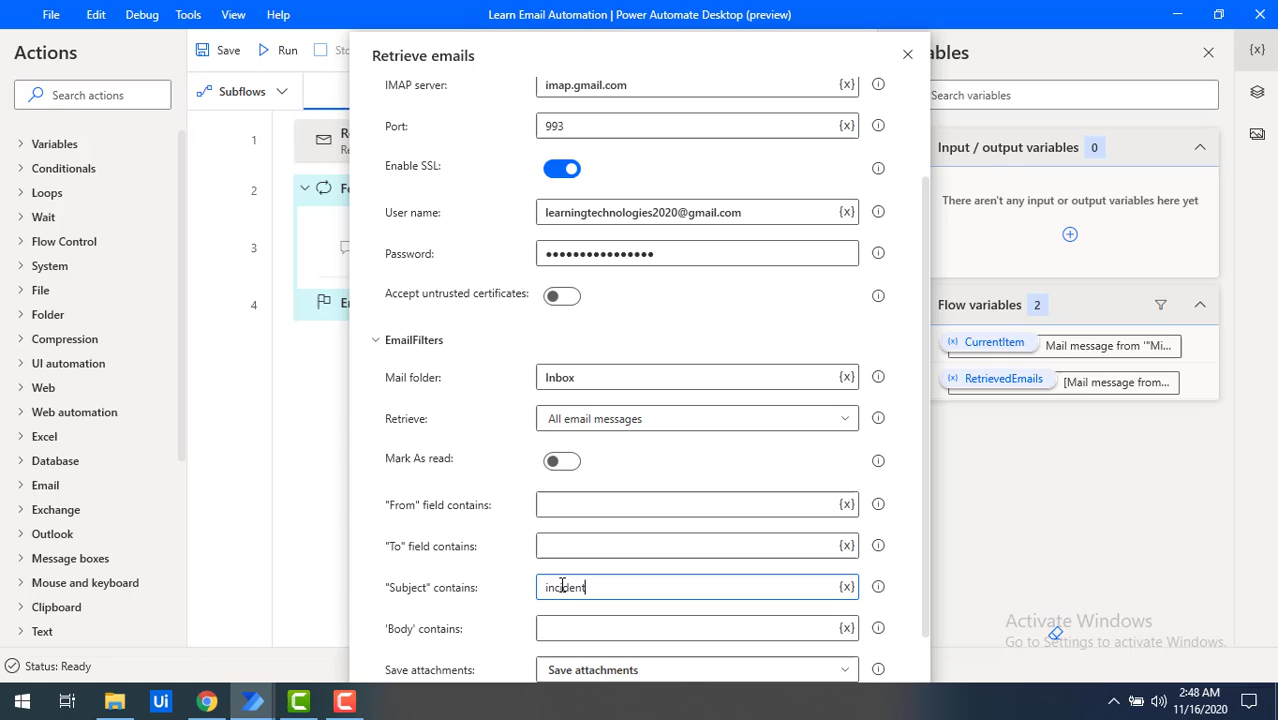 File Edit Debug Tools View Help Learn Email Automation | Power Automate Desktop (preview)
Actions
Search actions
Variables
Conditionals
Loops
Wait
Flow Control
System
File
Folder
Compression
UI automation
Web
Web automation
Excel
Database
Email
Exchange
Outlook
Message boxes
Mouse and keyboard
Clipboard
Text
Save Run
Subflows
1
2
3
4
Retrieve emails
IMAP server: imap.gmail.com {x}
Port: 993 {x}
Enable SSL:
User name: learningtechnologies2020@gmail.com {x}
Password: ••••••••••••••••
Accept untrusted certificates:
EmailFilters
Mail folder: Inbox {x}
Retrieve: All email messages
Mark As read:
"From" field contains: {x}
"To" field contains: {x}
"Subject" contains: incident {x}
'Body' contains: {x}
Save attachments: Save attachments
Search variables
{x}
Input / output variables 0
There aren't any input or output variables here yet
Flow variables 2
{x} CurrentItem Mail message from '"Mi...
{x} RetrievedEmails [Mail message from...
Activate Windows
Go to Settings to activate Windows.
Status: Ready
Ui
2:48 AM
11/16/2020